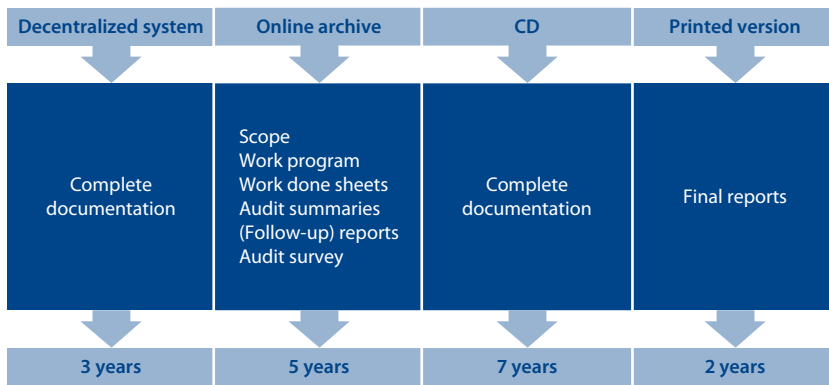 Decentralized system
Online archive
CD
Printed version
Complete
documentation
Scope
Work program
Work done sheets
Audit summaries
(Follow-up) reports
Audit survey
Complete
documentation
Final reports
3 years
5 years
7 years
2 years